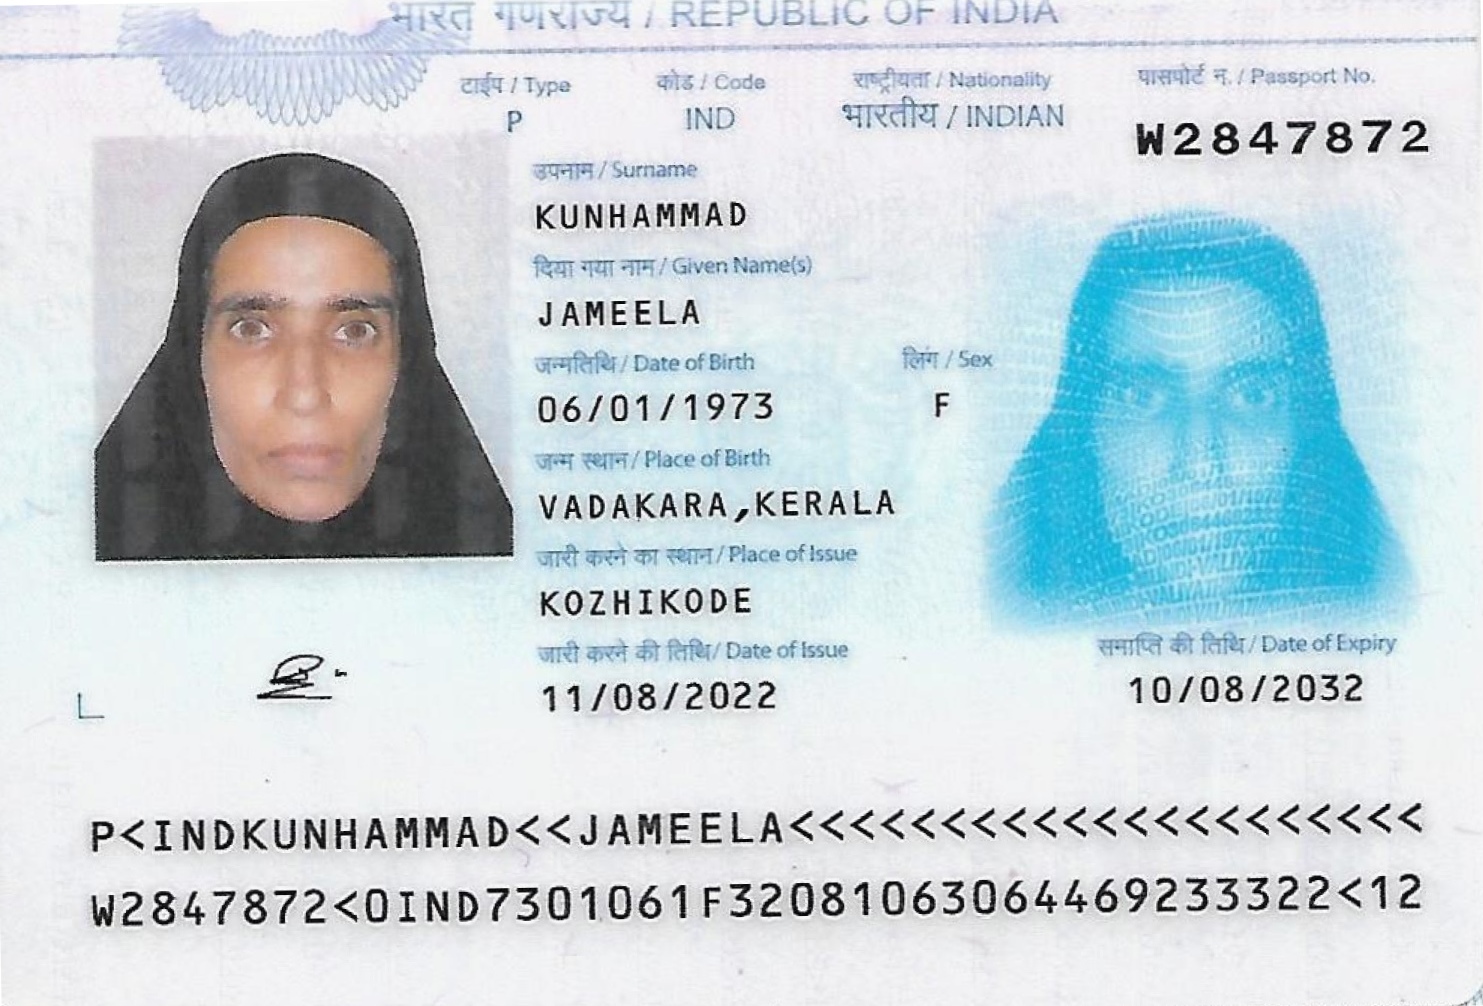 भारत गणराज्य / REPUBLIC OF INDIA
टाईप / Type
कोड / Code
राष्ट्रीयता / Nationality
पासपोर्ट न. / Passport No.
P
IND
भारतीय / INDIAN
W2847872
उपनाम / Surname
KUNHAMMAD
दिया गया नाम / Given Name(s)
JAMEELA
जन्मतिथि / Date of Birth
लिंग / Sex
06/01/1973
F
जन्म स्थान / Place of Birth
VADAKARA,KERALA
जारी करने का स्थान / Place of Issue
KOZHIKODE
जारी करने की तिथि / Date of Issue
समाप्ति की तिथि / Date of Expiry
11/08/2022
10/08/2032
P<INDKUNHAMMAD<<JAMEELA<<<<<<<<<<<<<<<<<<<<<
W2847872<0IND7301061F32081063064469233322<12